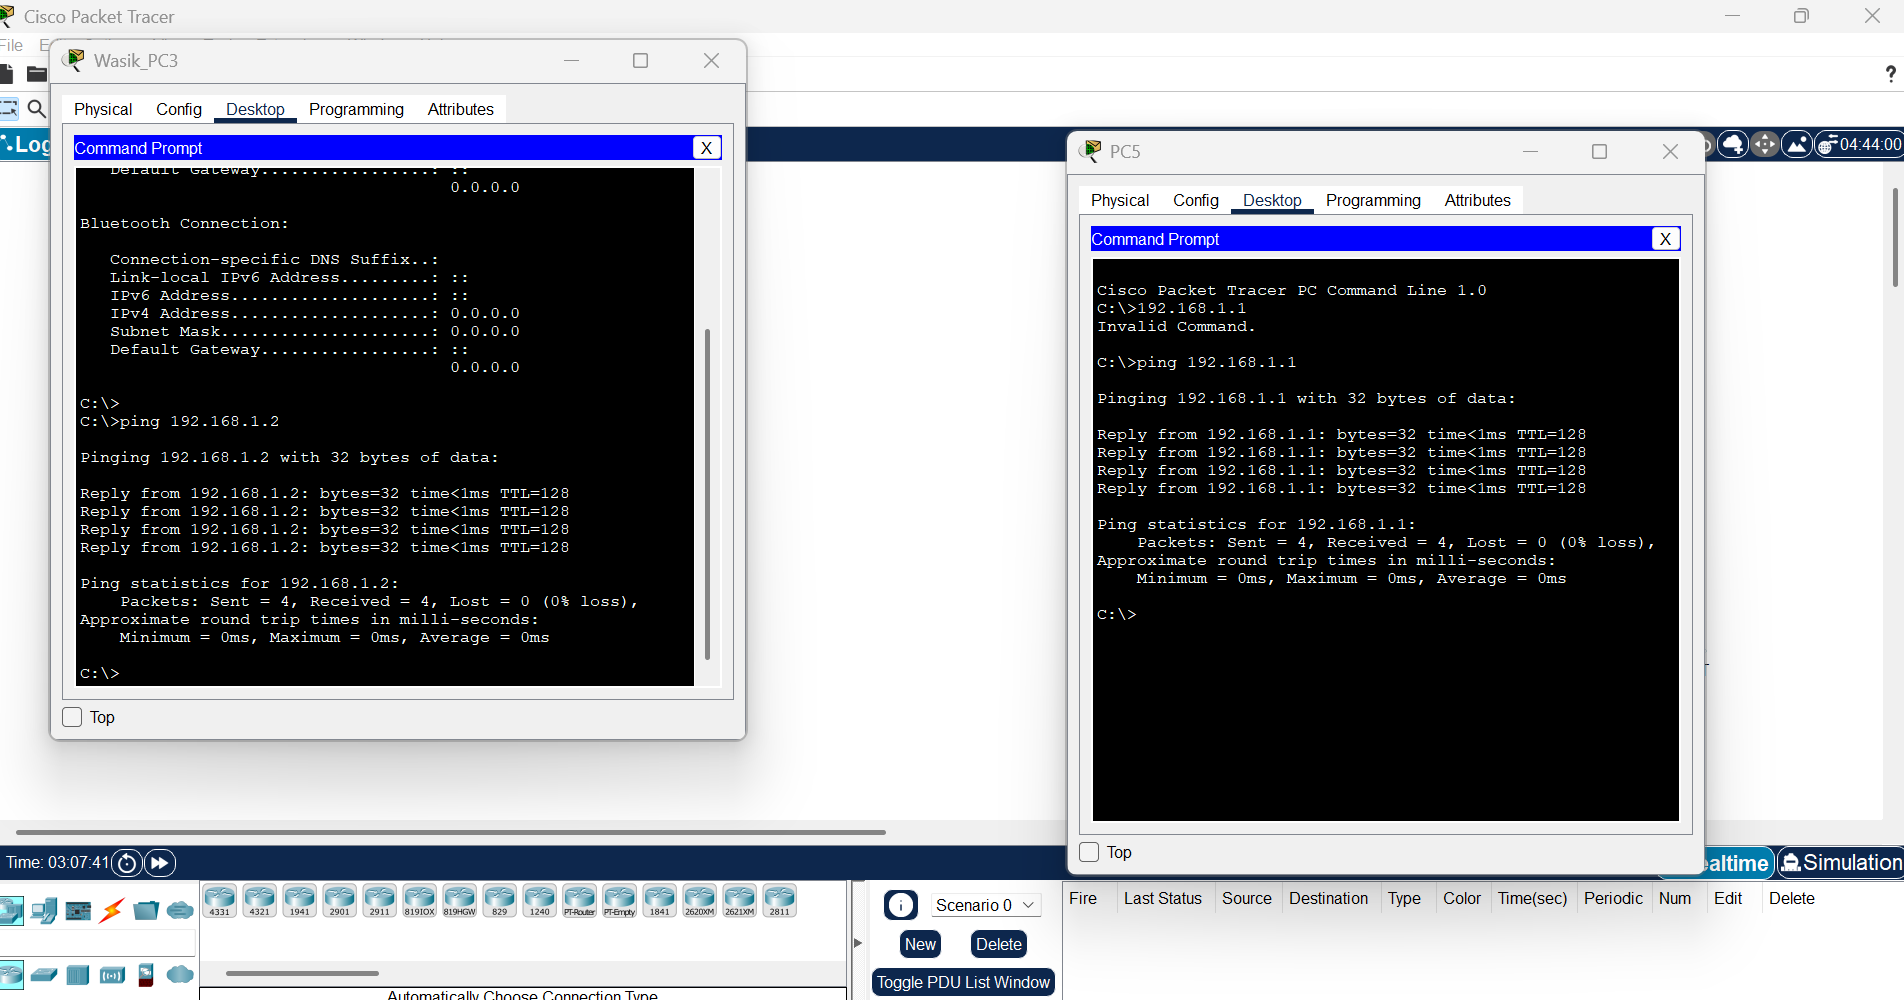 Cisco Packet Tracer
File
Wasik_PC3
Physical Config Desktop Programming Attributes
Command Prompt X
Default Gateway.................: ::
0.0.0.0
Bluetooth Connection:
Connection-specific DNS Suffix..:
Link-local IPv6 Address.........: ::
IPv6 Address....................: ::
IPv4 Address....................: 0.0.0.0
Subnet Mask.....................: 0.0.0.0
Default Gateway.................: ::
0.0.0.0
C:\>
C:\>ping 192.168.1.2
Pinging 192.168.1.2 with 32 bytes of data:
Reply from 192.168.1.2: bytes=32 time<1ms TTL=128
Reply from 192.168.1.2: bytes=32 time<1ms TTL=128
Reply from 192.168.1.2: bytes=32 time<1ms TTL=128
Reply from 192.168.1.2: bytes=32 time<1ms TTL=128
Ping statistics for 192.168.1.2:
Packets: Sent = 4, Received = 4, Lost = 0 (0% loss),
Approximate round trip times in milli-seconds:
Minimum = 0ms, Maximum = 0ms, Average = 0ms
C:\>
Top
?
04:44:00
PC5
Physical Config Desktop Programming Attributes
Command Prompt X
Cisco Packet Tracer PC Command Line 1.0
C:\>192.168.1.1
Invalid Command.
C:\>ping 192.168.1.1
Pinging 192.168.1.1 with 32 bytes of data:
Reply from 192.168.1.1: bytes=32 time<1ms TTL=128
Reply from 192.168.1.1: bytes=32 time<1ms TTL=128
Reply from 192.168.1.1: bytes=32 time<1ms TTL=128
Reply from 192.168.1.1: bytes=32 time<1ms TTL=128
Ping statistics for 192.168.1.1:
Packets: Sent = 4, Received = 4, Lost = 0 (0% loss),
Approximate round trip times in milli-seconds:
Minimum = 0ms, Maximum = 0ms, Average = 0ms
C:\>
Top
Time: 03:07:41
altime Simulation
4331 4321 1941 2901 2911 819IOX 819HGW 829 1240 PT-Router PT-Empty 1841 2620XM 2621XM 2811
Automatically Choose Connection Type
Scenario 0
New Delete
Toggle PDU List Window
Fire Last Status Source Destination Type Color Time(sec) Periodic Num Edit Delete